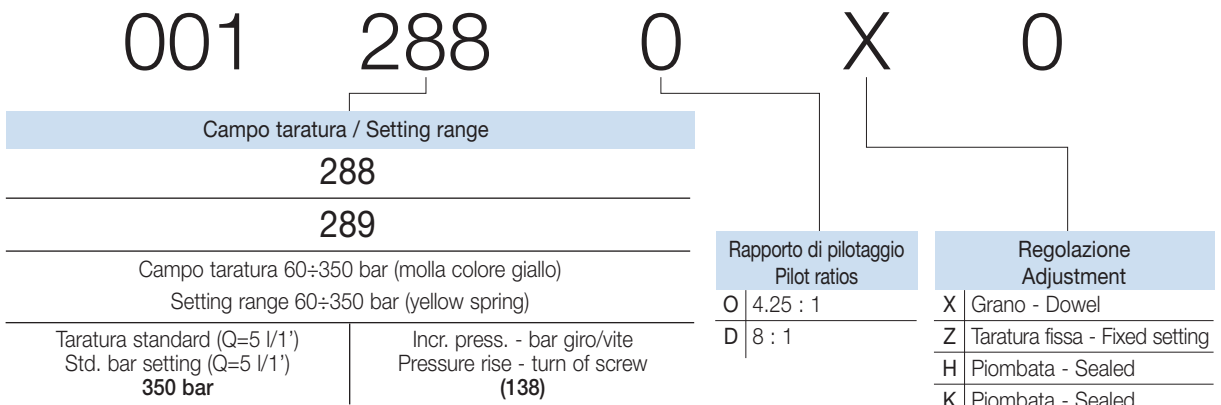 001 288 0 X 0
Campo taratura / Setting range
288
289
Campo taratura 60÷350 bar (molla colore giallo)
Setting range 60÷350 bar (yellow spring)
Taratura standard (Q=5 l/1')
Std. bar setting (Q=5 l/1')
350 bar
Incr. press. - bar giro/vite
Pressure rise - turn of screw
(138)
Rapporto di pilotaggio
Pilot ratios
O 4.25 : 1
D 8 : 1
Regolazione
Adjustment
X Grano - Dowel
Z Taratura fissa - Fixed setting
H Piombata - Sealed
K Piombata - Sealed